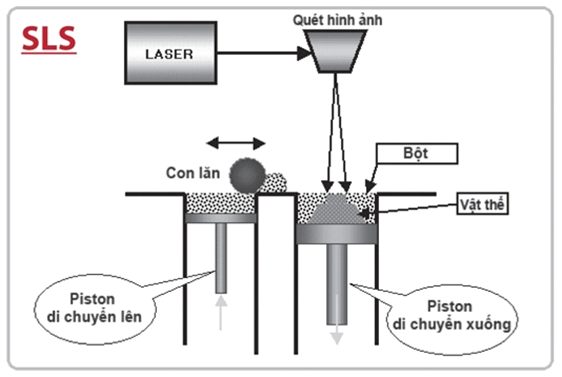 SLS
Quét hình ảnh
LASER
Con lăn
Bột
Vật thể
Piston
di chuyển lên
Piston
di chuyển xuống